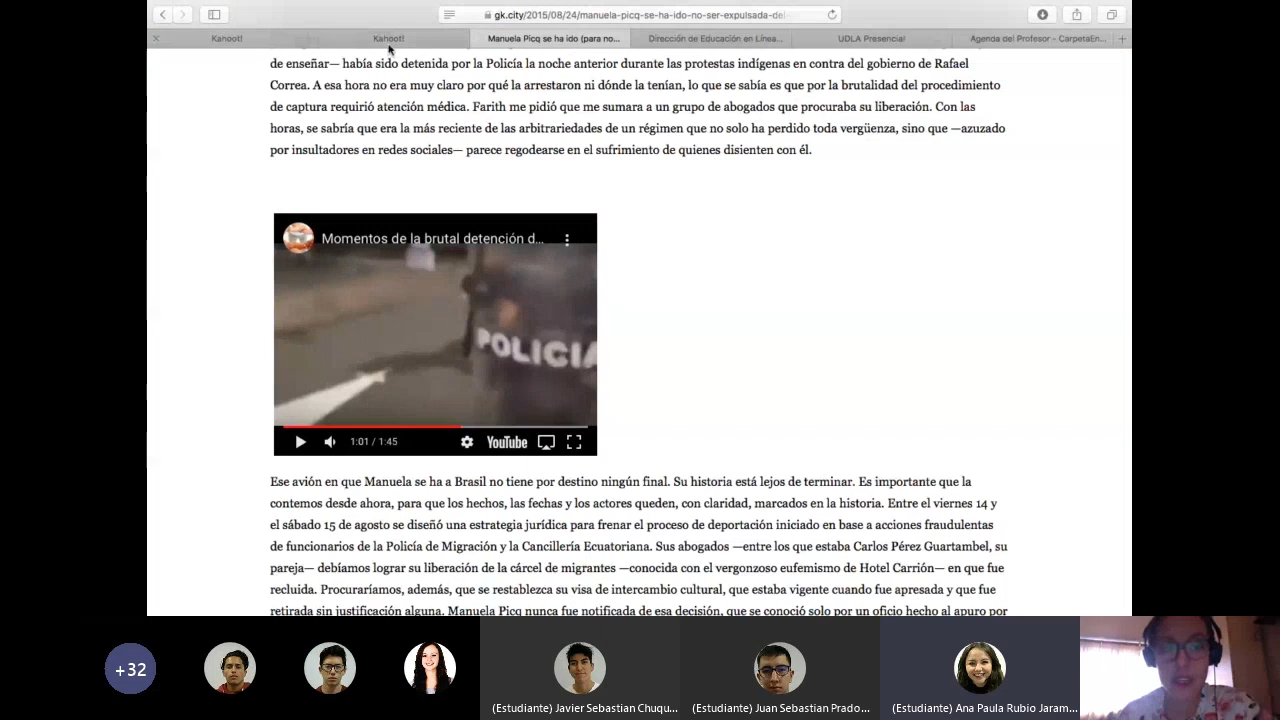 gk.city/2015/08/24/manuela-picq-se-ha-ido-no-ser-expulsada-del
Kahoot! Kahoot! Manuela Picq se ha ido (para no... Dirección de Educación en Línea... UDLA Presencial Agenda del Profesor – CarpetaEn...
de enseñar— había sido detenida por la Policía la noche anterior durante las protestas indígenas en contra del gobierno de Rafael
Correa. A esa hora no era muy claro por qué la arrestaron ni dónde la tenían, lo que se sabía es que por la brutalidad del procedimiento
de captura requirió atención médica. Farith me pidió que me sumara a un grupo de abogados que procuraba su liberación. Con las
horas, se sabría que era la más reciente de las arbitrariedades de un régimen que no solo ha perdido toda vergüenza, sino que —azuzado
por insultadores en redes sociales— parece regodearse en el sufrimiento de quienes disienten con él.
Momentos de la brutal detención d...
POLICIA
1:01 / 1:45 YouTube
Ese avión en que Manuela se ha a Brasil no tiene por destino ningún final. Su historia está lejos de terminar. Es importante que la
contemos desde ahora, para que los hechos, las fechas y los actores queden, con claridad, marcados en la historia. Entre el viernes 14 y
el sábado 15 de agosto se diseñó una estrategia jurídica para frenar el proceso de deportación iniciado en base a acciones fraudulentas
de funcionarios de la Policía de Migración y la Cancillería Ecuatoriana. Sus abogados —entre los que estaba Carlos Pérez Guartambel, su
pareja— debíamos lograr su liberación de la cárcel de migrantes —conocida con el vergonzoso eufemismo de Hotel Carrión— en que fue
recluida. Procuraríamos, además, que se restablezca su visa de intercambio cultural, que estaba vigente cuando fue apresada y que fue
retirada sin justificación alguna. Manuela Picq nunca fue notificada de esa decisión, que se conoció solo por un oficio hecho al apuro por
+32
(Estudiante) Javier Sebastian Chuqu... (Estudiante) Juan Sebastian Prado... (Estudiante) Ana Paula Rubio Jaram...